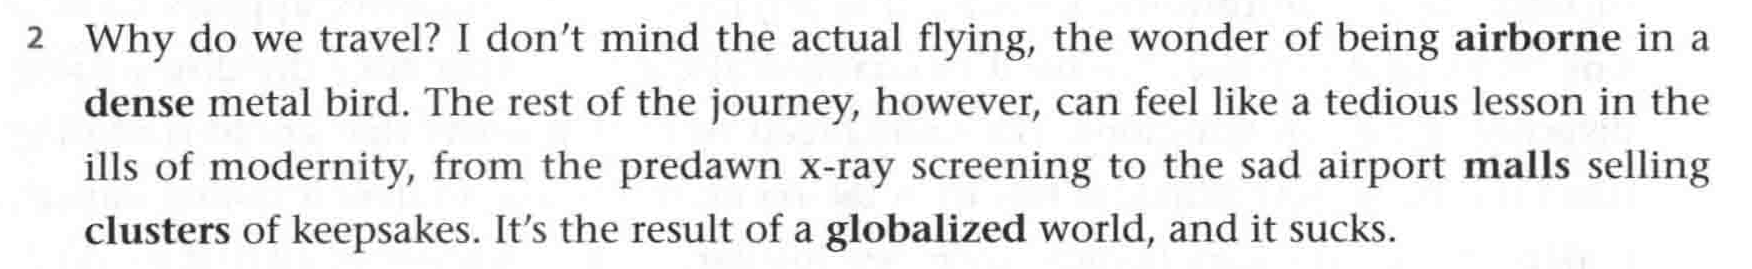 2 Why do we travel? I don't mind the actual flying, the wonder of being airborne in a
dense metal bird. The rest of the journey, however, can feel like a tedious lesson in the
ills of modernity, from the predawn x-ray screening to the sad airport malls selling
clusters of keepsakes. It's the result of a globalized world, and it sucks.